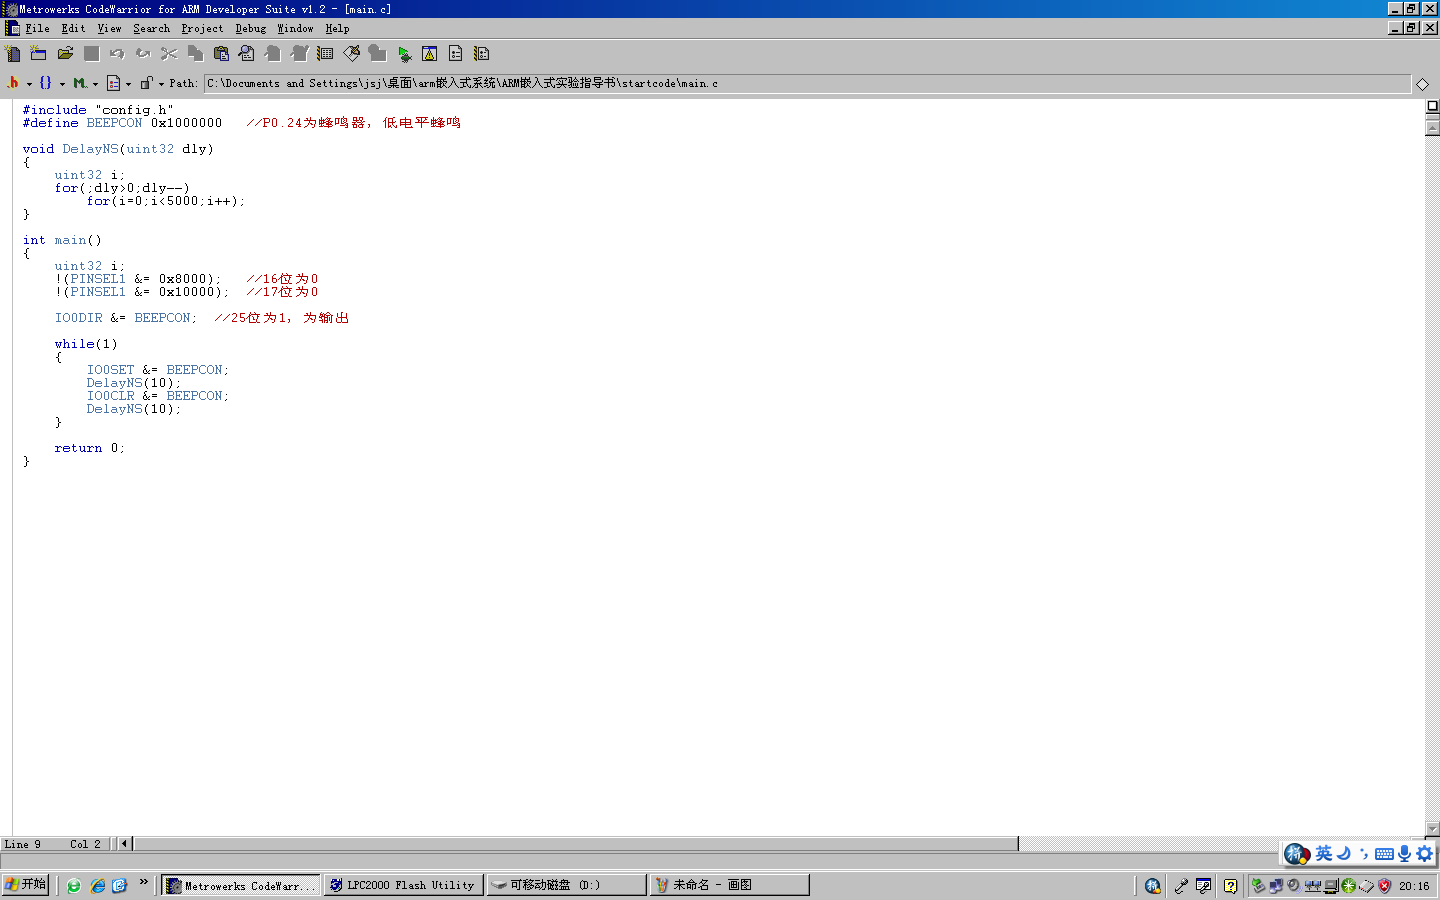 Metrowerks CodeWarrior for ARM Developer Suite v1.2 - [main.c]
File Edit View Search Project Debug Window Help
Path: C:\Documents and Settings\jsj\桌面\arm嵌入式系统\ARM嵌入式实验指导书\startcode\main.c
#include "config.h"
#define BEEPCON 0x1000000   //P0.24为蜂鸣器，低电平蜂鸣
void DelayNS(uint32 dly)
{
    uint32 i;
    for(;dly>0;dly--)
        for(i=0;i<5000;i++);
}
int main()
{
    uint32 i;
    !(PINSEL1 &= 0x8000);   //16位为0
    !(PINSEL1 &= 0x10000);  //17位为0
    IO0DIR &= BEEPCON;  //25位为1，为输出
    while(1)
    {
        IO0SET &= BEEPCON;
        DelayNS(10);
        IO0CLR &= BEEPCON;
        DelayNS(10);
    }
    return 0;
}
Line 9 Col 2
英
开始 Metrowerks CodeWarr... LPC2000 Flash Utility 可移动磁盘 (D:) 未命名 - 画图 20:16